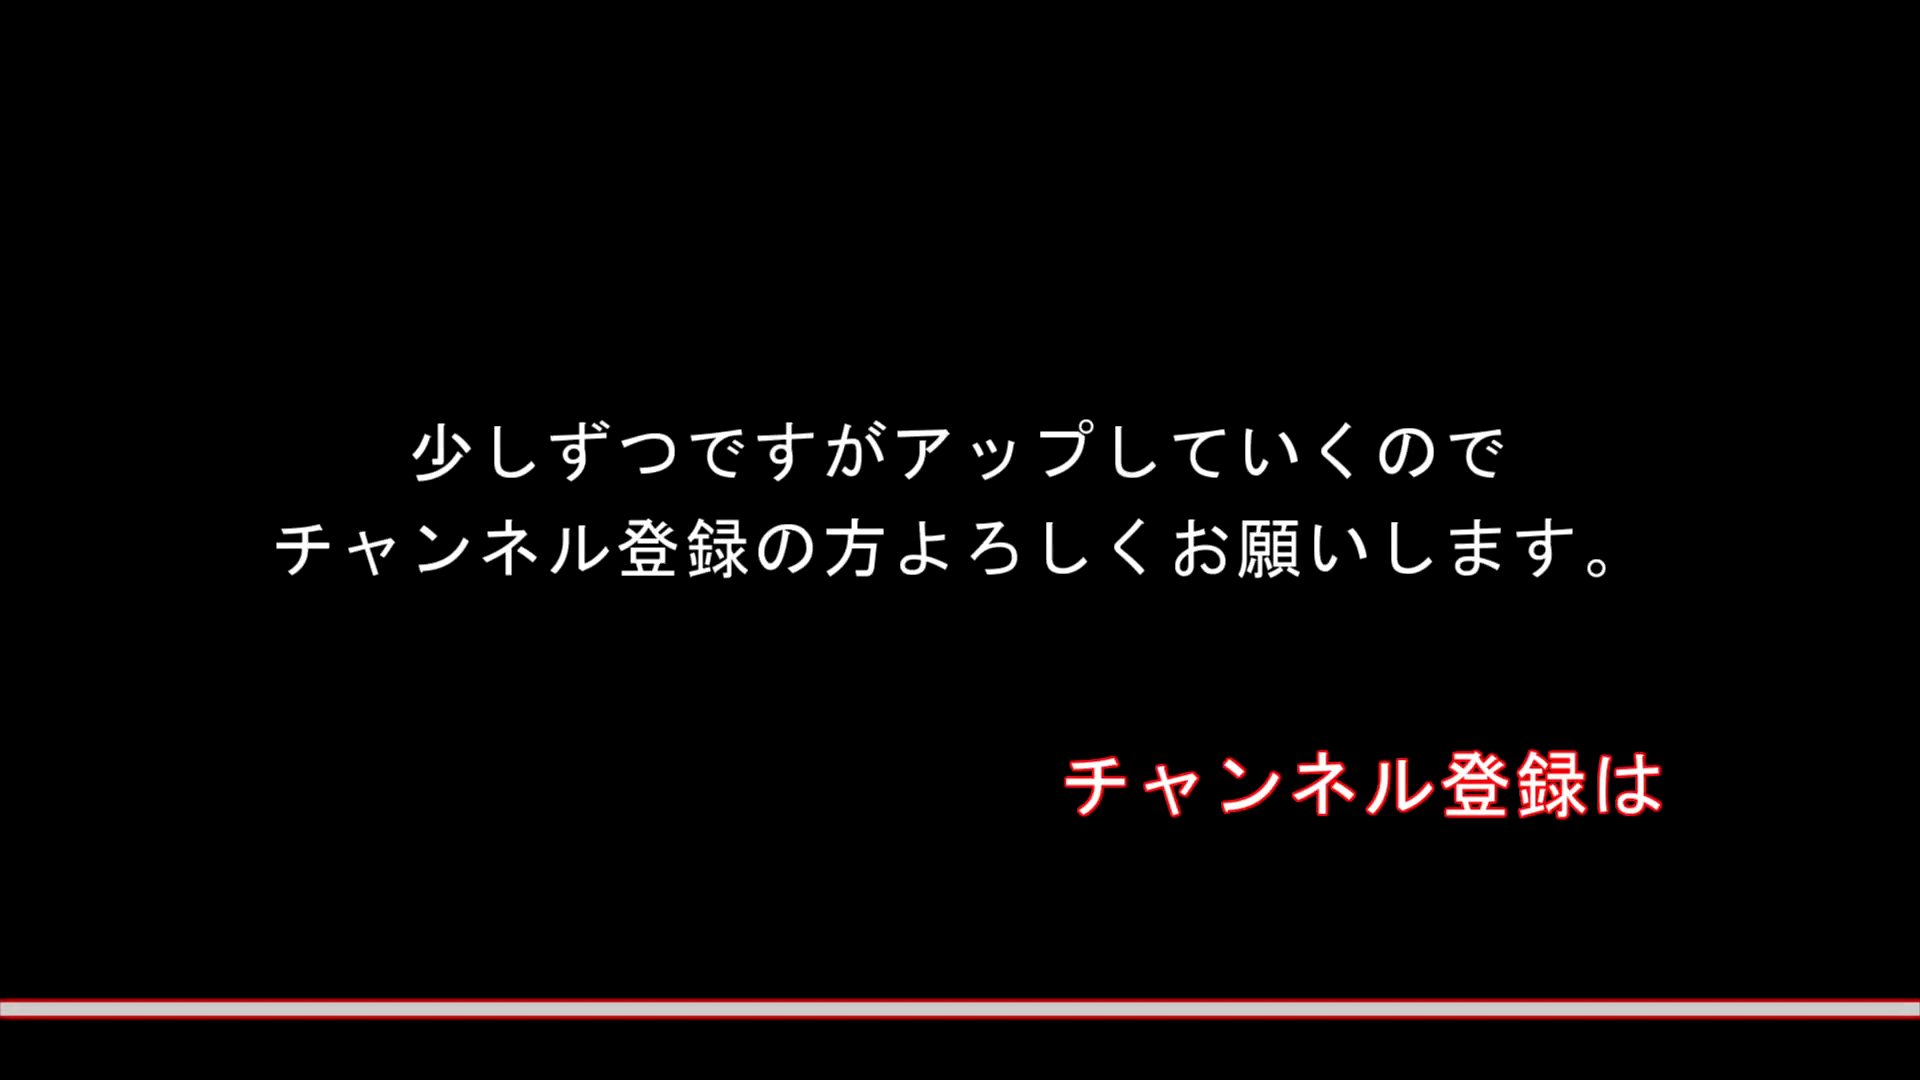 少しずつですがアップしていくので
チャンネル登録の方よろしくお願いします。
チャンネル登録は